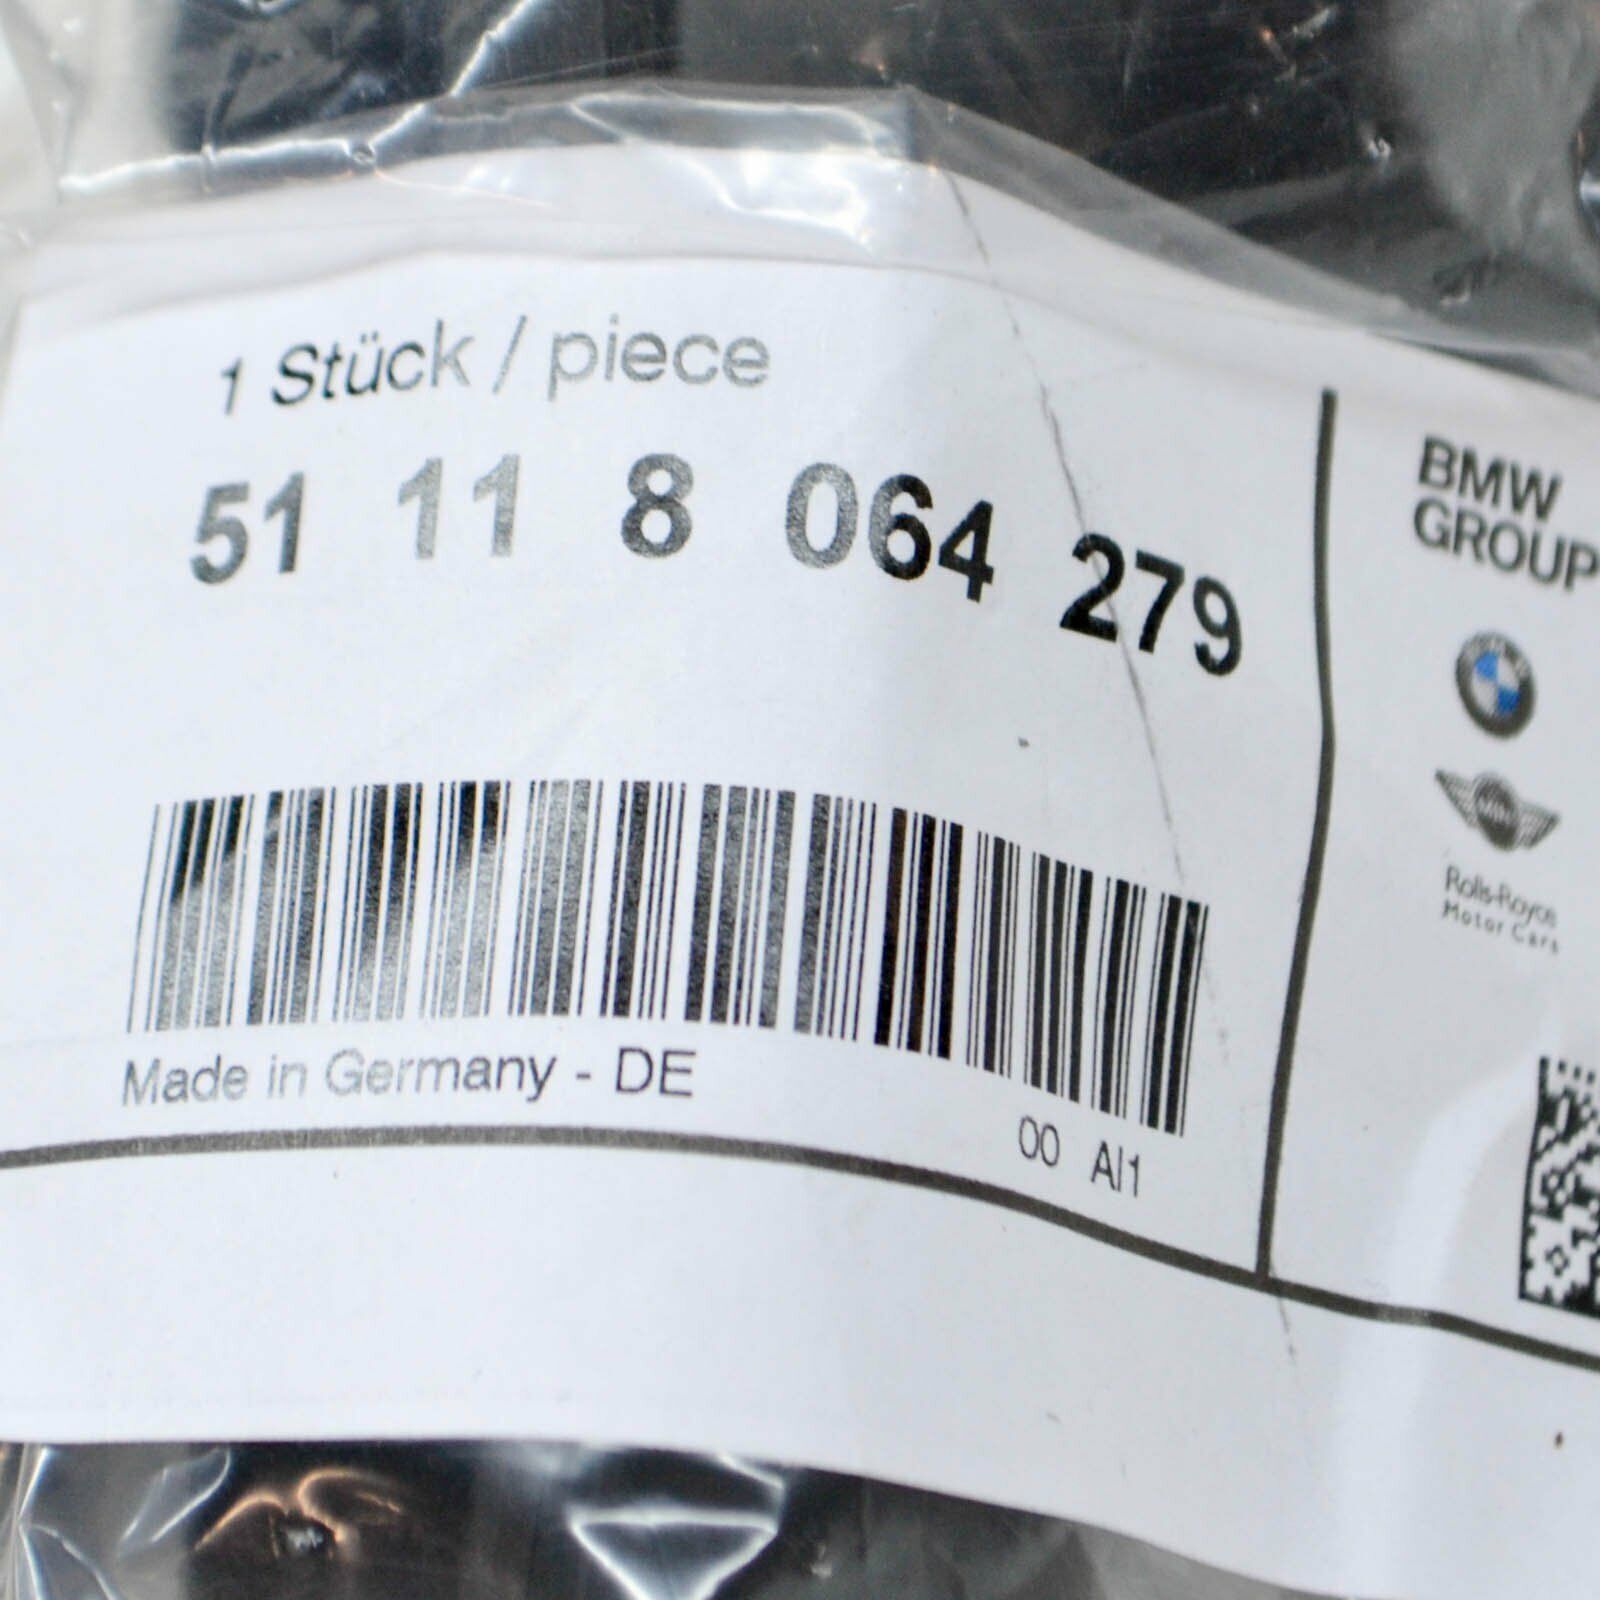 1 Stück / piece
51 11 8 064 279
Made in Germany - DE
00 AI1
BMW
GROUP
Rolls-Royce
Motor Cars